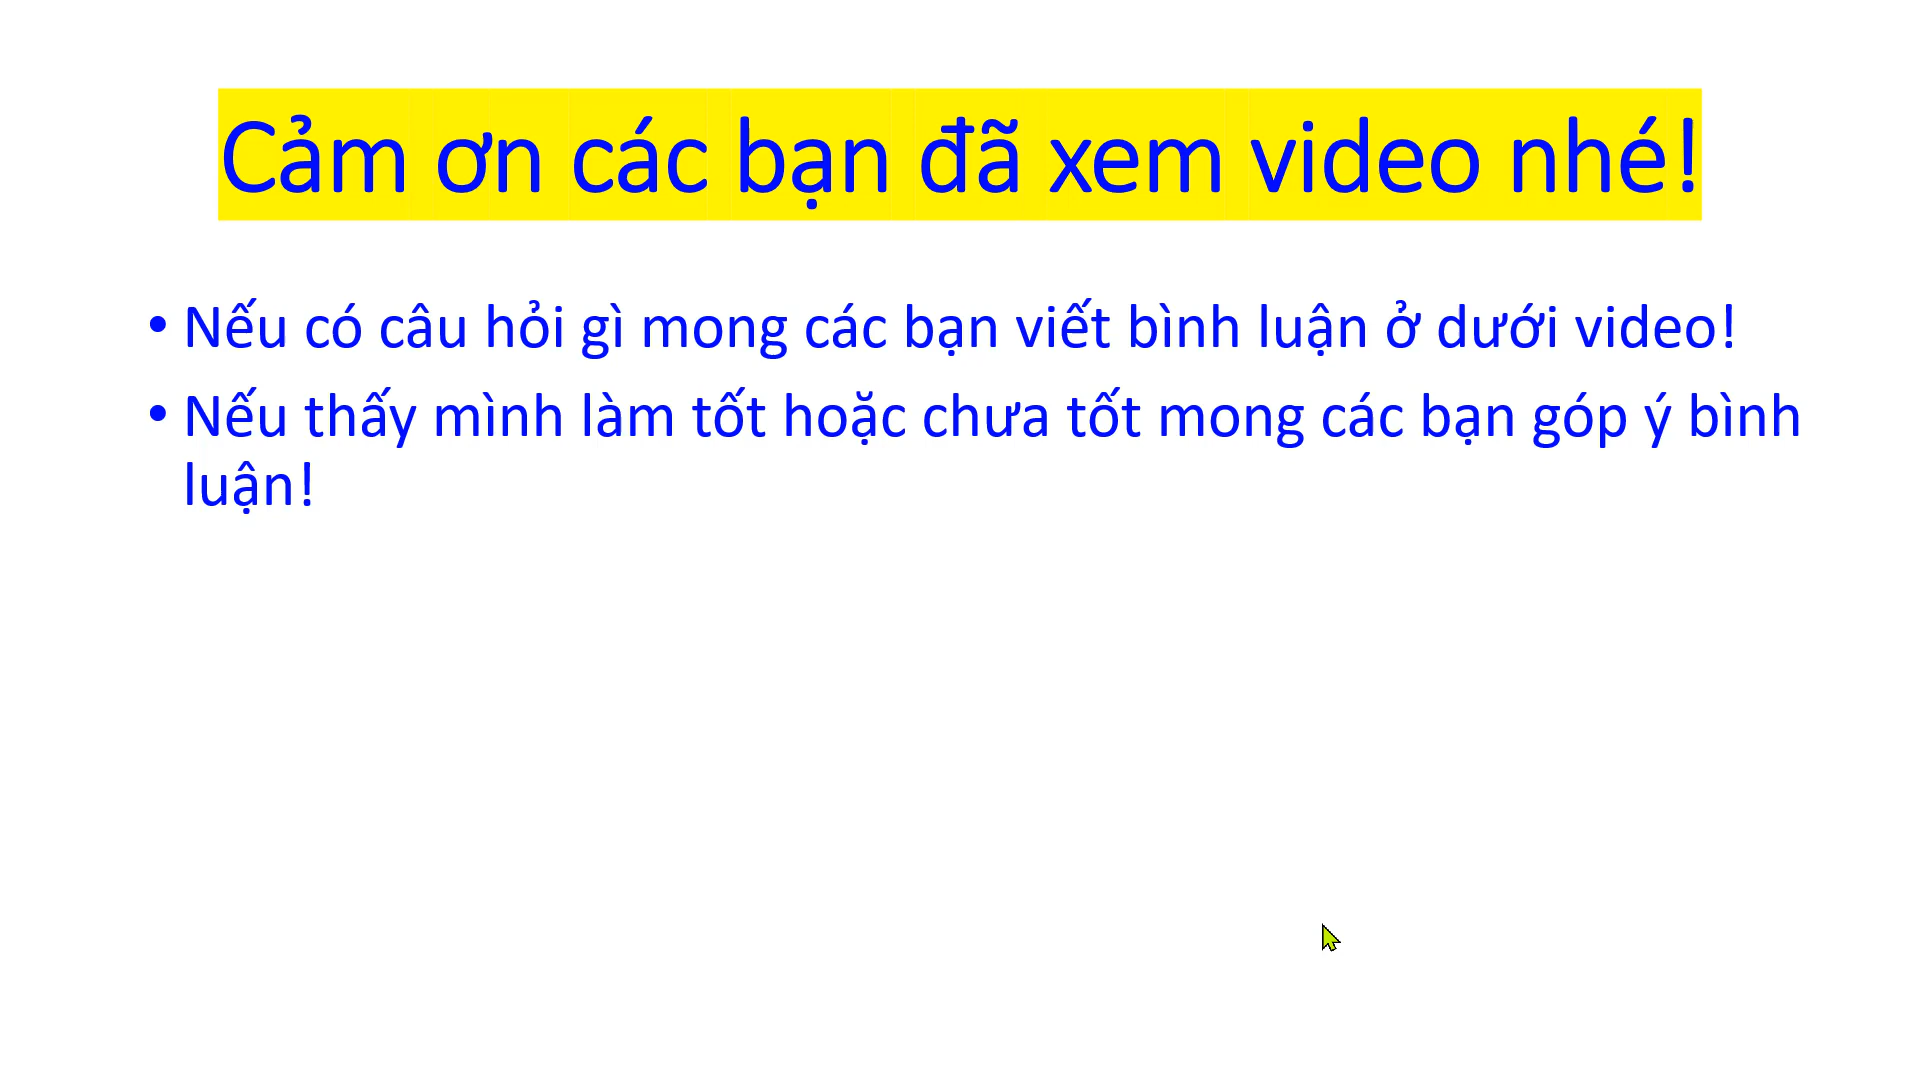 Cảm ơn các bạn đã xem video nhé!
• Nếu có câu hỏi gì mong các bạn viết bình luận ở dưới video!
• Nếu thấy mình làm tốt hoặc chưa tốt mong các bạn góp ý bình
luận!